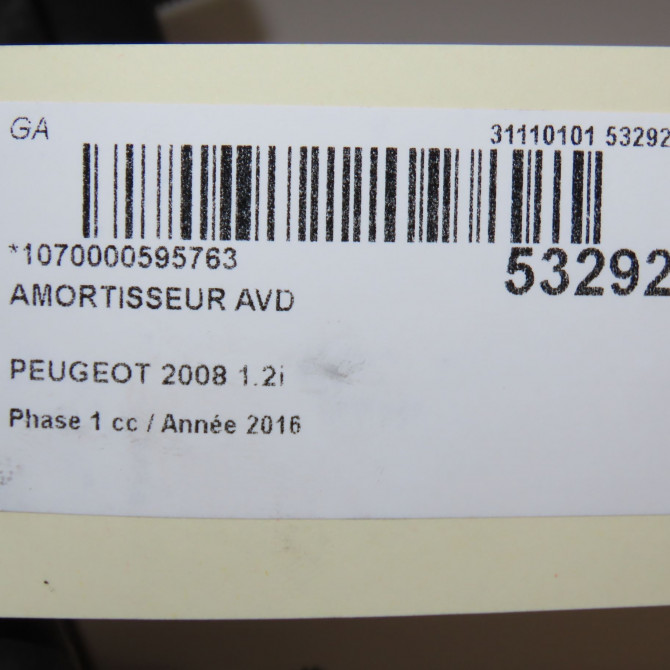 GA
31110101 53292
*1070000595763
53292
AMORTISSEUR AVD
PEUGEOT 2008 1.2i
Phase 1 cc / Année 2016